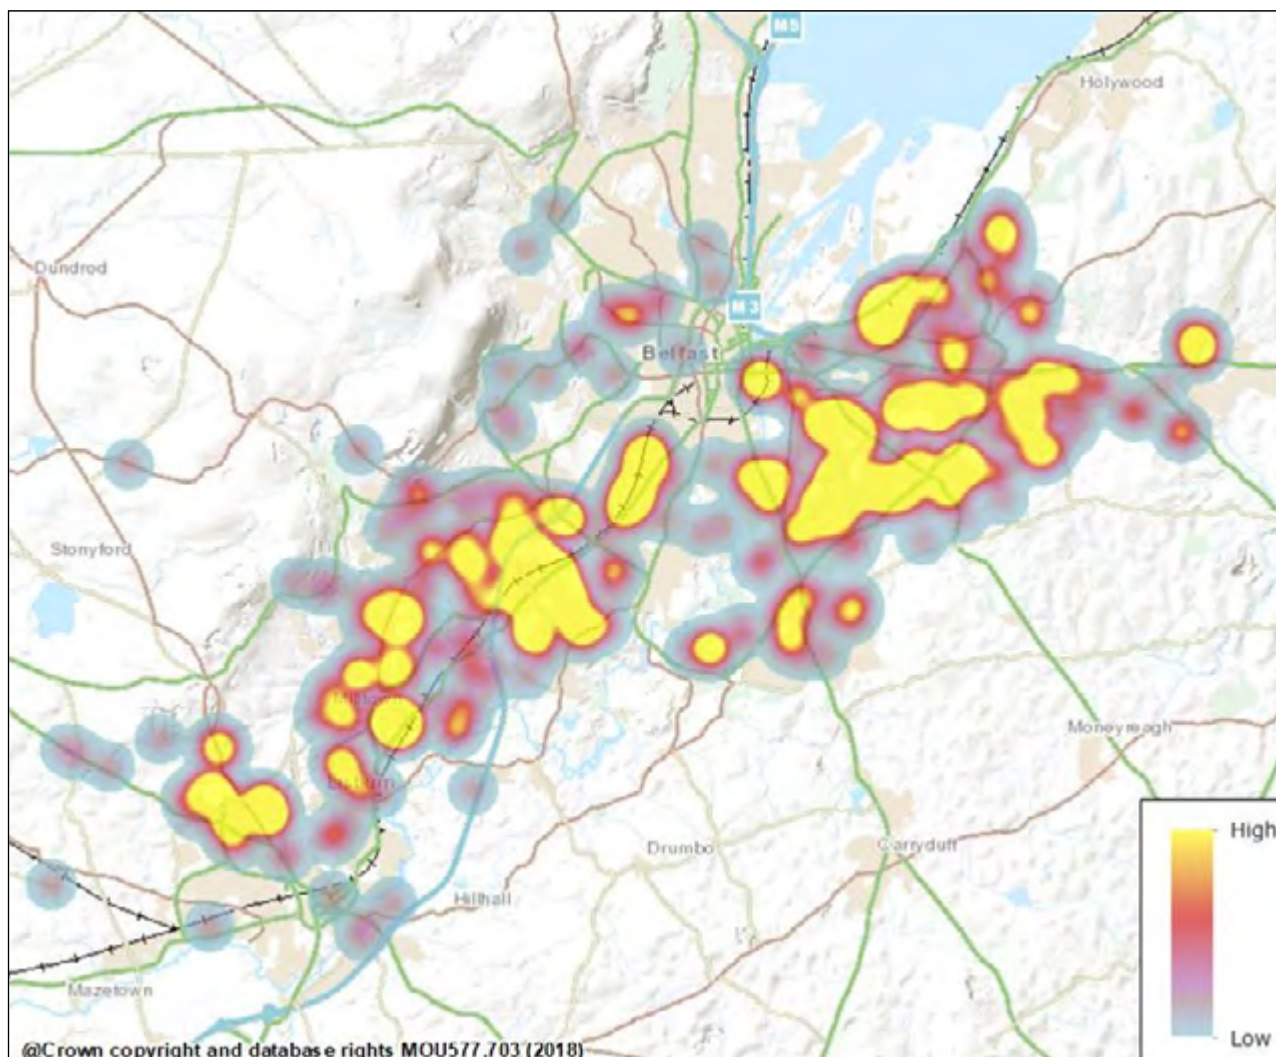 M5
Holywood
Dundrod
M3
Belfast
Stonyford
Moneyreagh
High
Drumbo
Carryduff
Hillhall
Mazetown
Low
@Crown copyright and database rights MOU577.703 (2018)